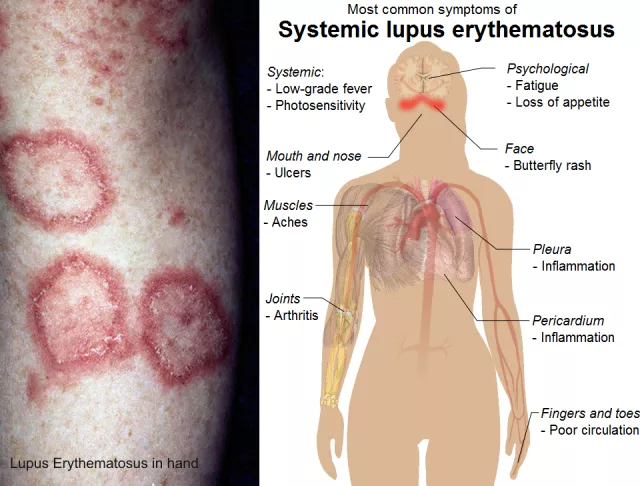 Most common symptoms of
Systemic lupus erythematosus
Systemic:
- Low-grade fever
- Photosensitivity
Psychological
- Fatigue
- Loss of appetite
Mouth and nose
- Ulcers
Face
- Butterfly rash
Muscles
- Aches
Pleura
- Inflammation
Joints
- Arthritis
Pericardium
- Inflammation
Fingers and toes
- Poor circulation
Lupus Erythematosus in hand